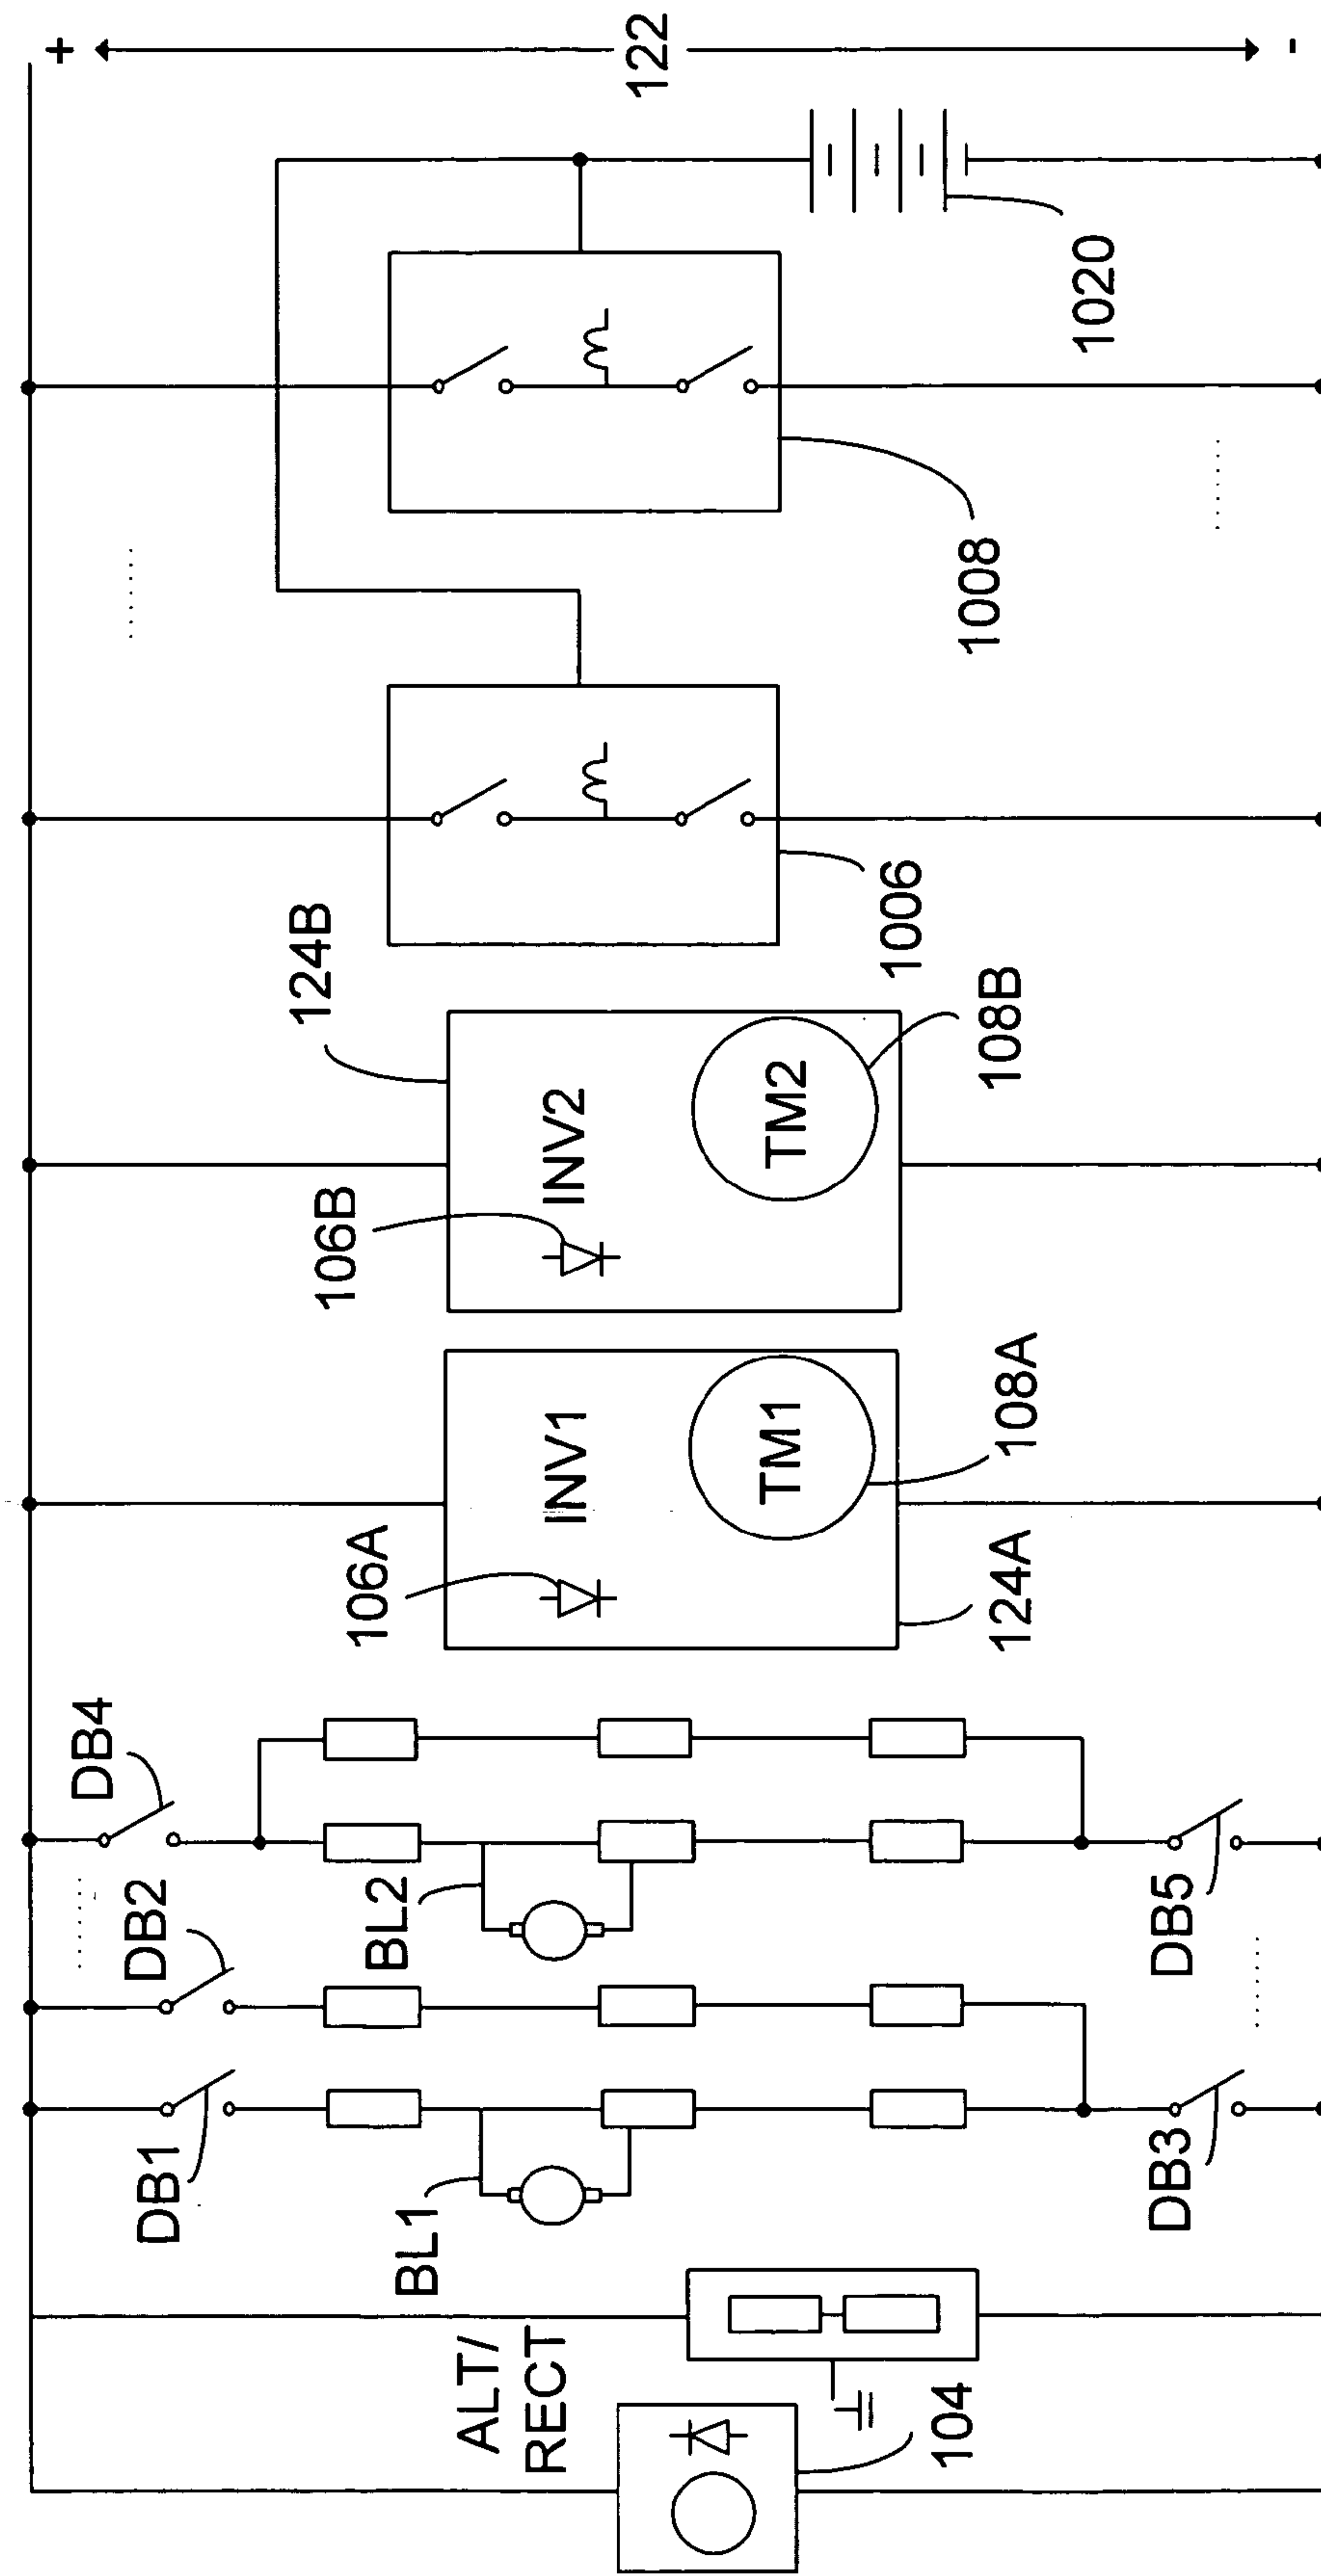 ALT/
RECT
104
BL1
DB1
DB2
DB3
BL2
DB4
DB5
106A
INV1
TM1
108A
124A
106B
124B
INV2
TM2
108B
1006
1008
1020
+
122
-